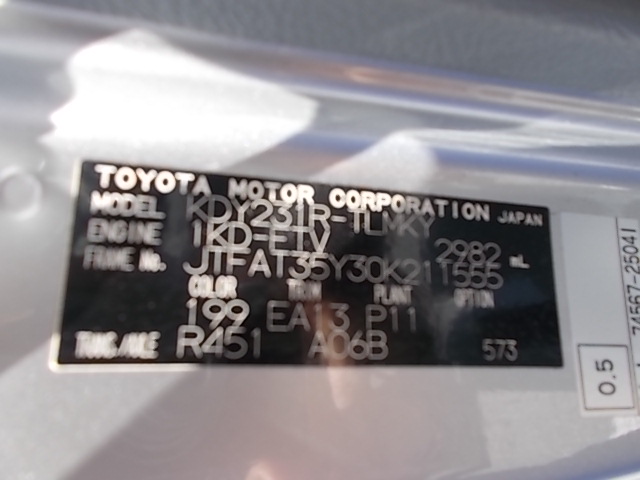 TOYOTA MOTOR CORPORATION JAPAN
MODEL KDY231R-TLMKY
ENGINE 1KD-FTV 2982 mL
FRAME No. JTFAT35Y30K211555
COLOR TRIM PLANT OPTION
199 EA13 P11
TRANS/AXLE R451 A06B 573
74567-25041
0.5